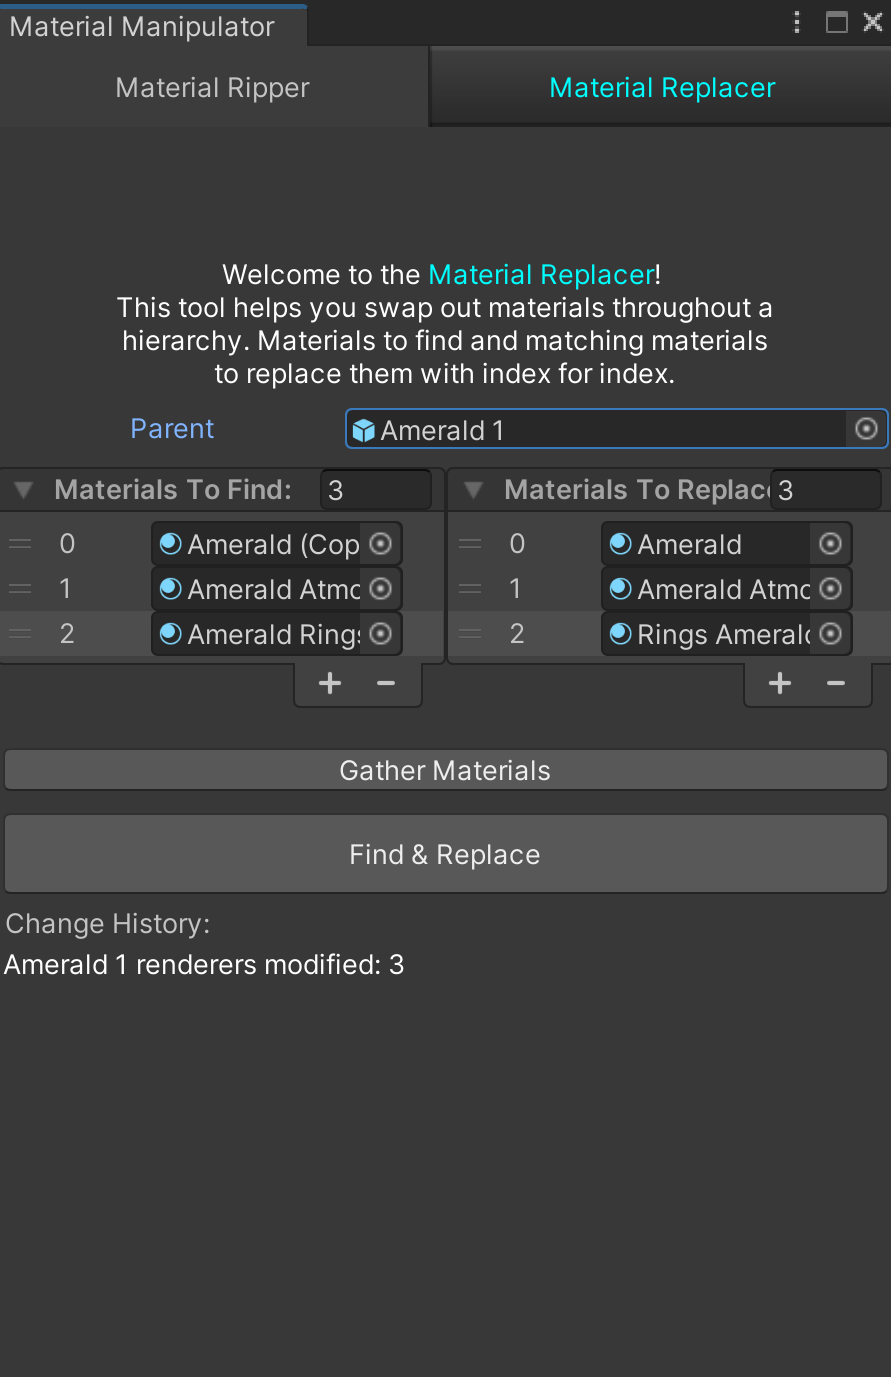 Material Manipulator
Material Ripper
Material Replacer
Welcome to the Material Replacer!
This tool helps you swap out materials throughout a
hierarchy. Materials to find and matching materials
to replace them with index for index.
Parent
Amerald 1
Materials To Find:
3
Materials To Replac
3
0
Amerald (Cop
0
Amerald
1
Amerald Atmo
1
Amerald Atmo
2
Amerald Rings
2
Rings Amerald
Gather Materials
Find & Replace
Change History:
Amerald 1 renderers modified: 3